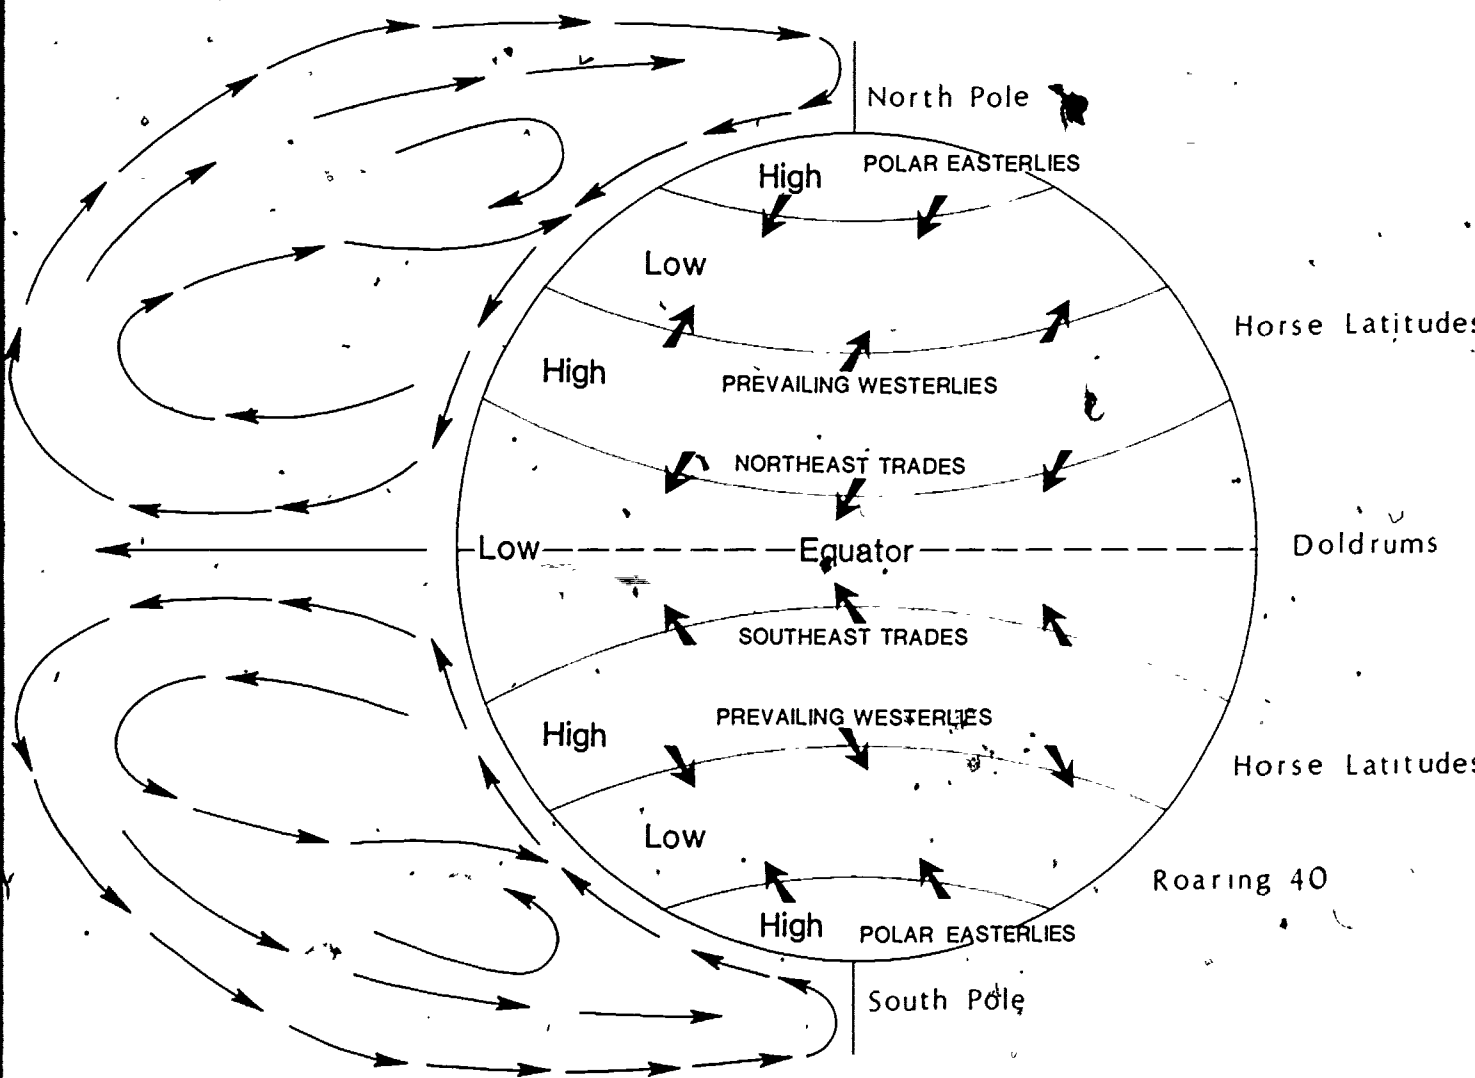 North Pole
High POLAR EASTERLIES
Low
Horse Latitudes
High PREVAILING WESTERLIES
NORTHEAST TRADES
Low Equator Doldrums
SOUTHEAST TRADES
PREVAILING WESTERLIES
High
Horse Latitudes
Low
Roaring 40
High POLAR EASTERLIES
South Pole